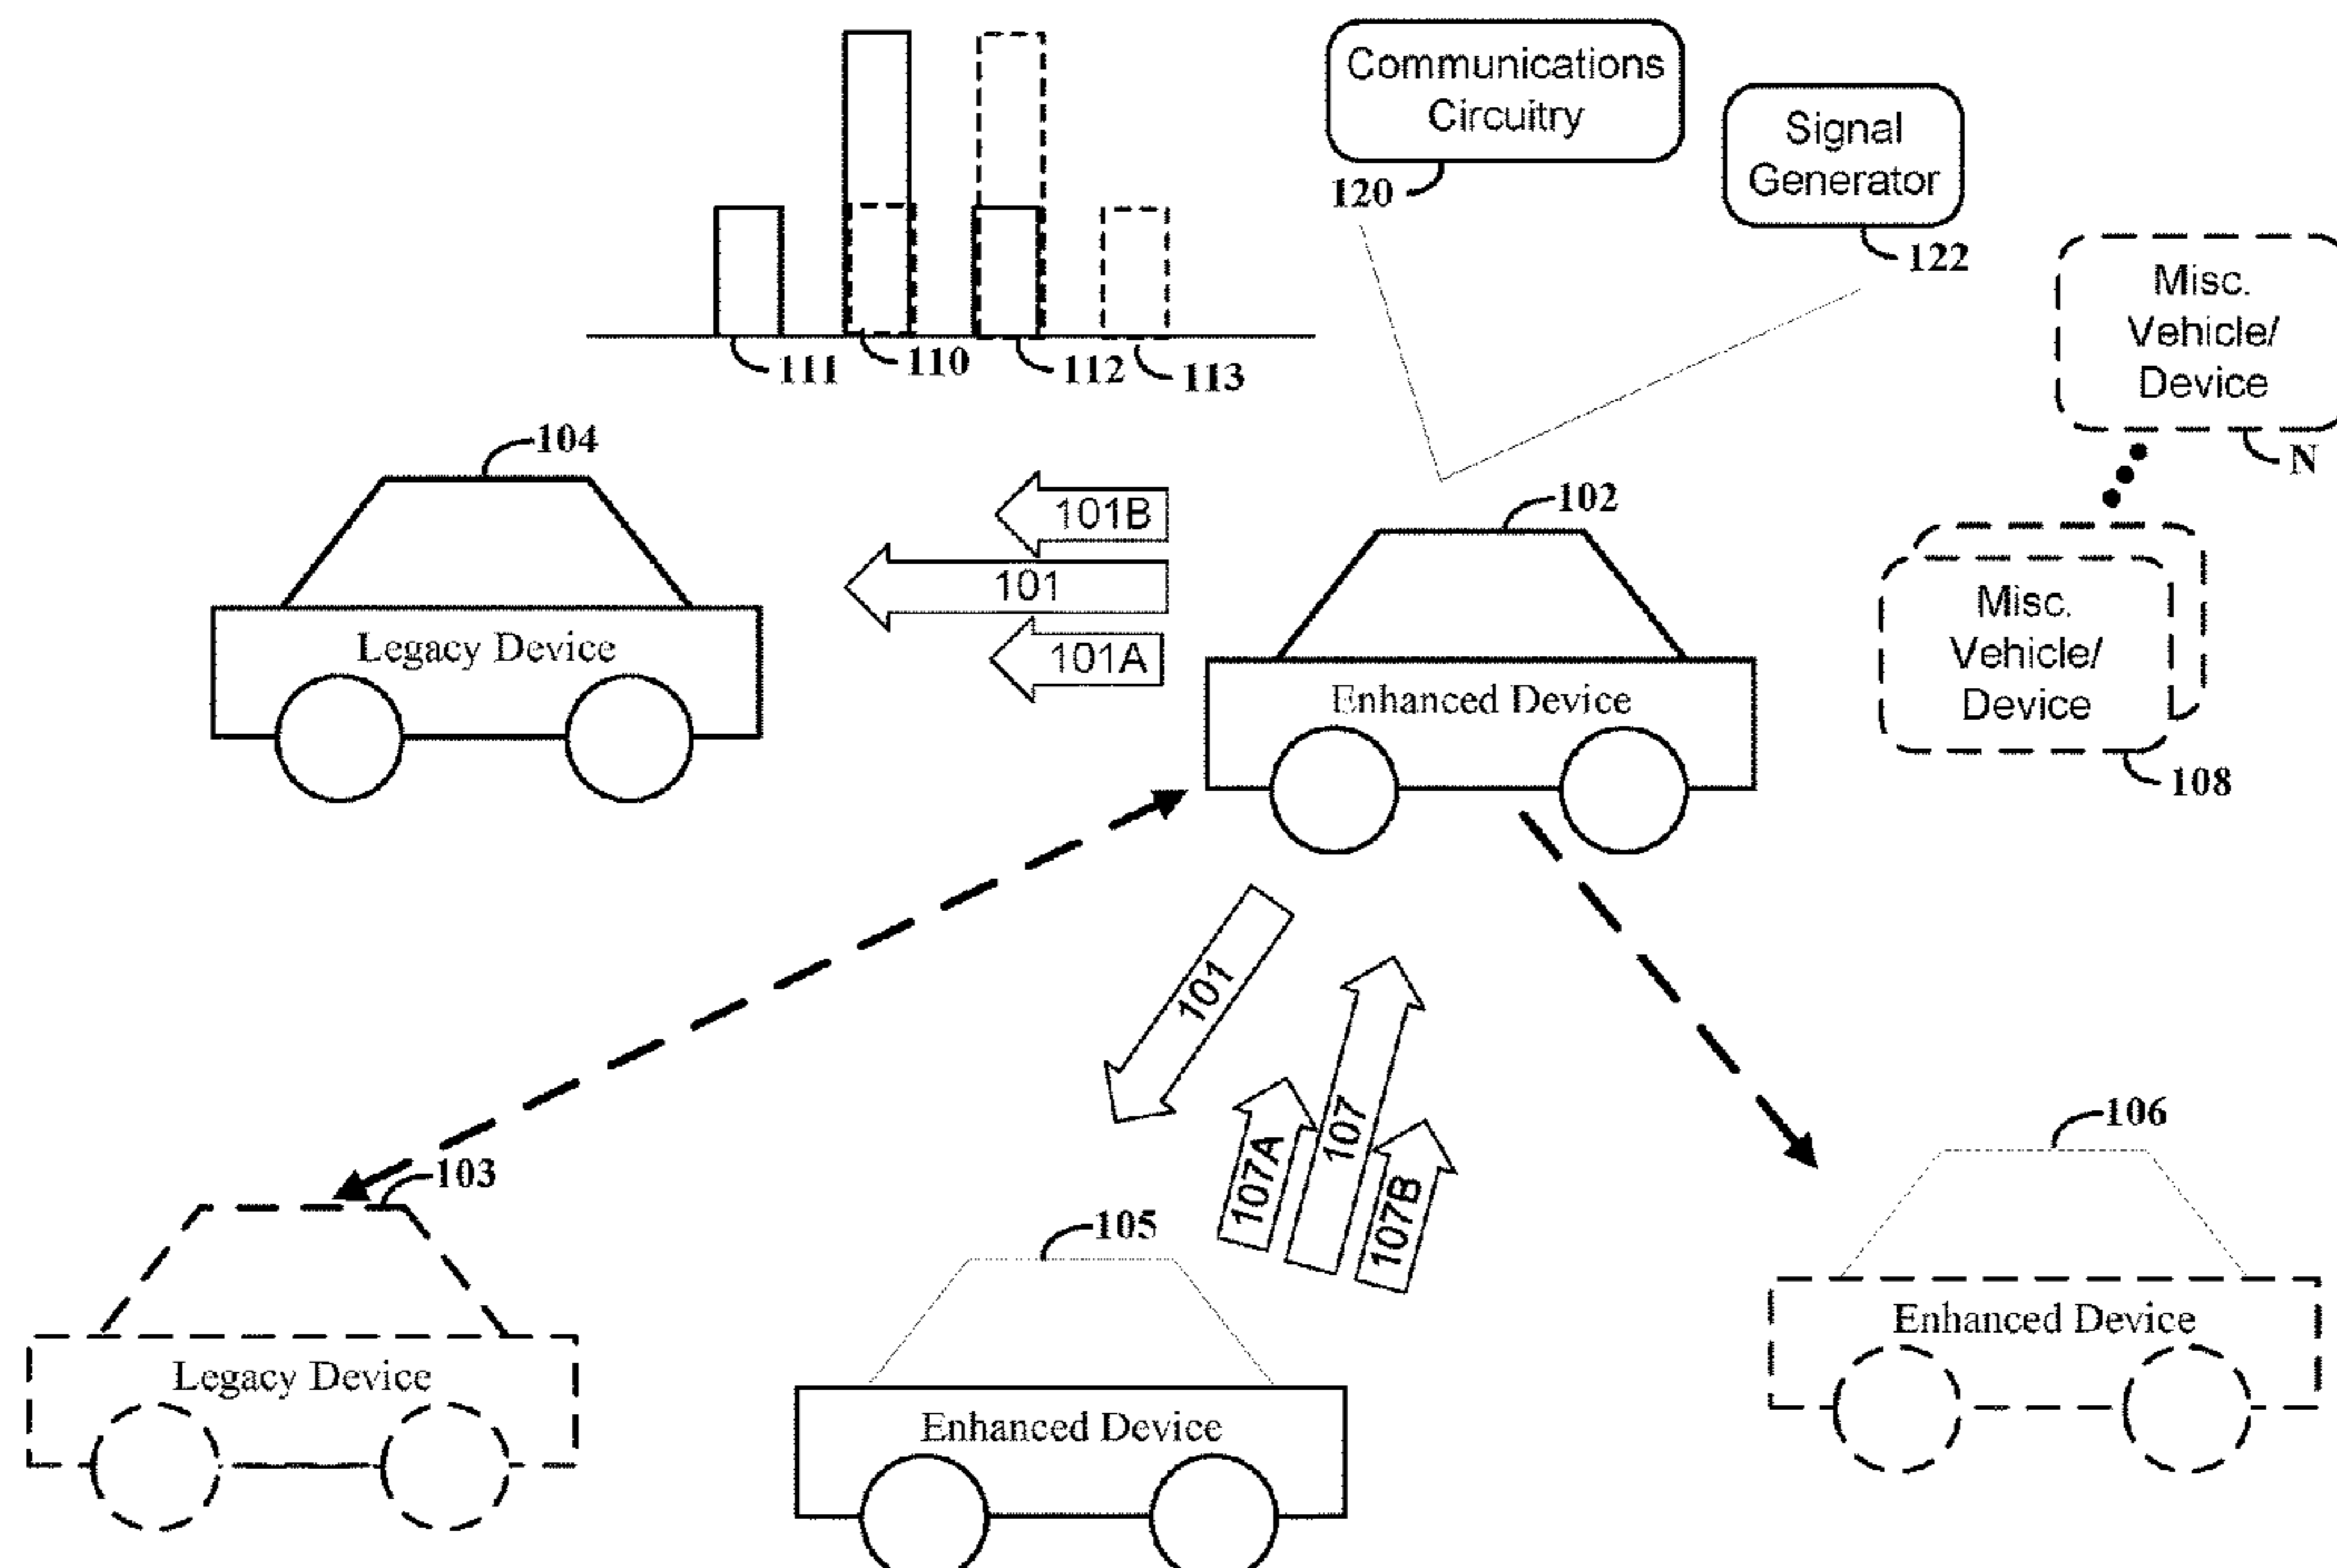 Communications
Circuitry
120
Signal
Generator
122
Misc.
Vehicle/
Device
N
111
110
112
113
104
Legacy Device
101B
101
101A
102
Enhanced Device
Misc.
Vehicle/
Device
108
101
107A
107
107B
103
Legacy Device
105
Enhanced Device
106
Enhanced Device